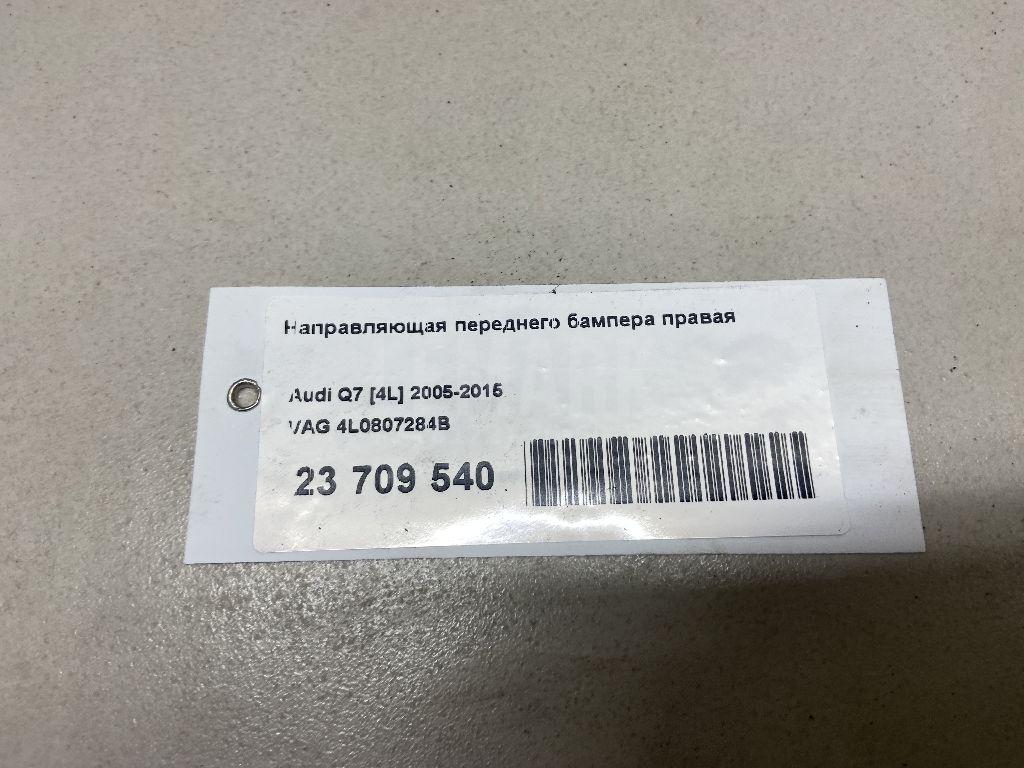 Направляющая переднего бампера правая
Audi Q7 [4L] 2005-2015
VAG 4L0807284B
23 709 540